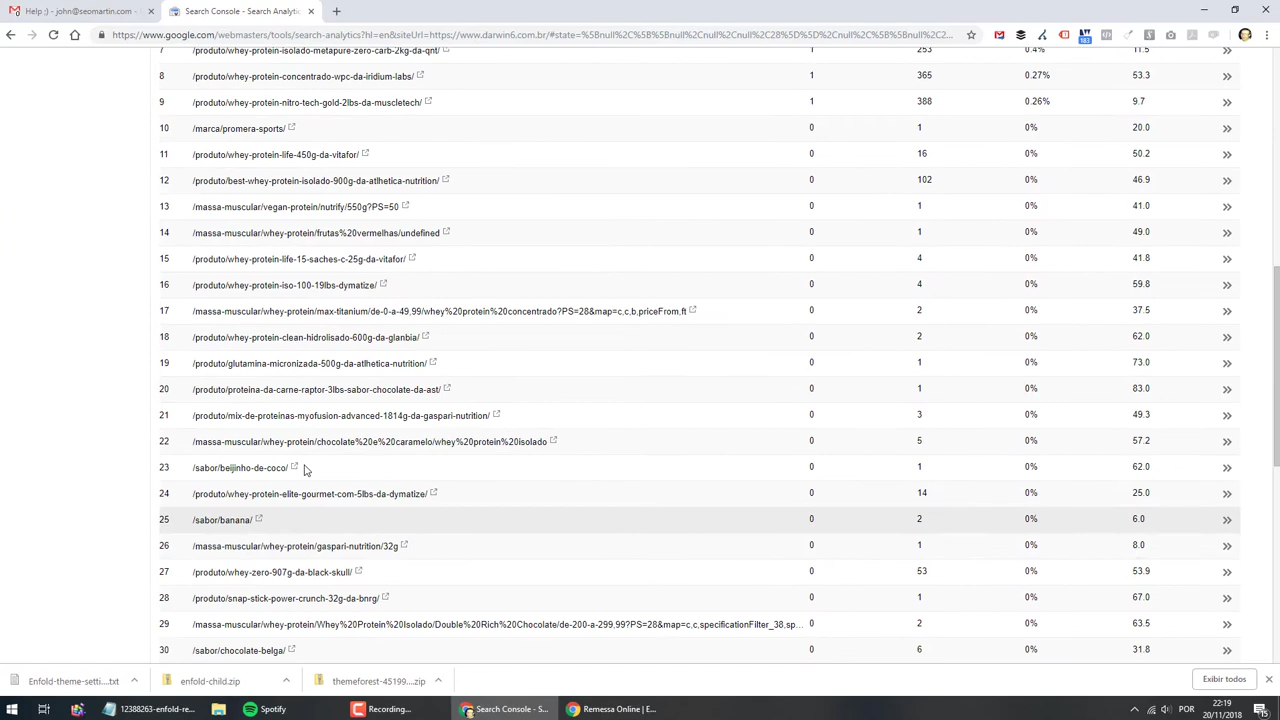 Help ;) - john@seomartin.com
Search Console - Search Analytic
https://www.google.com/webmasters/tools/search-analytics?hl=en&siteUrl=https://www.darwin6.com.br/#state=%5Bnull%2C%5B%5Bnull%2Cnull%2C28%5D%5D%2Cnull%2C%5B%5Bnull%2C...
183
7 /produto/whey-protein-isolado-metapure-zero-carb-2kg-da-qnt/ 1 253 0.4% 11.5
8 /produto/whey-protein-concentrado-wpc-da-iridium-labs/ 1 365 0.27% 53.3
9 /produto/whey-protein-nitro-tech-gold-2lbs-da-muscletech/ 1 388 0.26% 9.7
10 /marca/promera-sports/ 0 1 0% 20.0
11 /produto/whey-protein-life-450g-da-vitafor/ 0 16 0% 50.2
12 /produto/best-whey-protein-isolado-900g-da-atlhetica-nutrition/ 0 102 0% 46.9
13 /massa-muscular/vegan-protein/nutrify/550g?PS=50 0 1 0% 41.0
14 /massa-muscular/whey-protein/frutas%20vermelhas/undefined 0 1 0% 49.0
15 /produto/whey-protein-life-15-saches-c-25g-da-vitafor/ 0 4 0% 41.8
16 /produto/whey-protein-iso-100-19lbs-dymatize/ 0 4 0% 59.8
17 /massa-muscular/whey-protein/max-titanium/de-0-a-49,99/whey%20protein%20concentrado?PS=28&map=c,c,b,priceFrom,ft 0 2 0% 37.5
18 /produto/whey-protein-clean-hidrolisado-600g-da-glanbia/ 0 2 0% 62.0
19 /produto/glutamina-micronizada-500g-da-atlhetica-nutrition/ 0 1 0% 73.0
20 /produto/proteina-da-carne-raptor-3lbs-sabor-chocolate-da-ast/ 0 1 0% 83.0
21 /produto/mix-de-proteinas-myofusion-advanced-1814g-da-gaspari-nutrition/ 0 3 0% 49.3
22 /massa-muscular/whey-protein/chocolate%20e%20caramelo/whey%20protein%20isolado 0 5 0% 57.2
23 /sabor/beijinho-de-coco/ 0 1 0% 62.0
24 /produto/whey-protein-elite-gourmet-com-5lbs-da-dymatize/ 0 14 0% 25.0
25 /sabor/banana/ 0 2 0% 6.0
26 /massa-muscular/whey-protein/gaspari-nutrition/32g 0 1 0% 8.0
27 /produto/whey-zero-907g-da-black-skull/ 0 53 0% 53.9
28 /produto/snap-stick-power-crunch-32g-da-bnrg/ 0 1 0% 67.0
29 /massa-muscular/whey-protein/Whey%20Protein%20Isolado/Double%20Rich%20Chocolate/de-200-a-299,99?PS=28&map=c,c,specificationFilter_38,sp... 0 2 0% 63.5
30 /sabor/chocolate-belga/ 0 6 0% 31.8
Enfold-theme-setti....txt
enfold-child.zip
themeforest-45199....zip
Exibir todos
12388263-enfold-re...
Spotify
Recording...
Search Console - S...
Remessa Online | E...
POR
22:19
20/11/2018
15